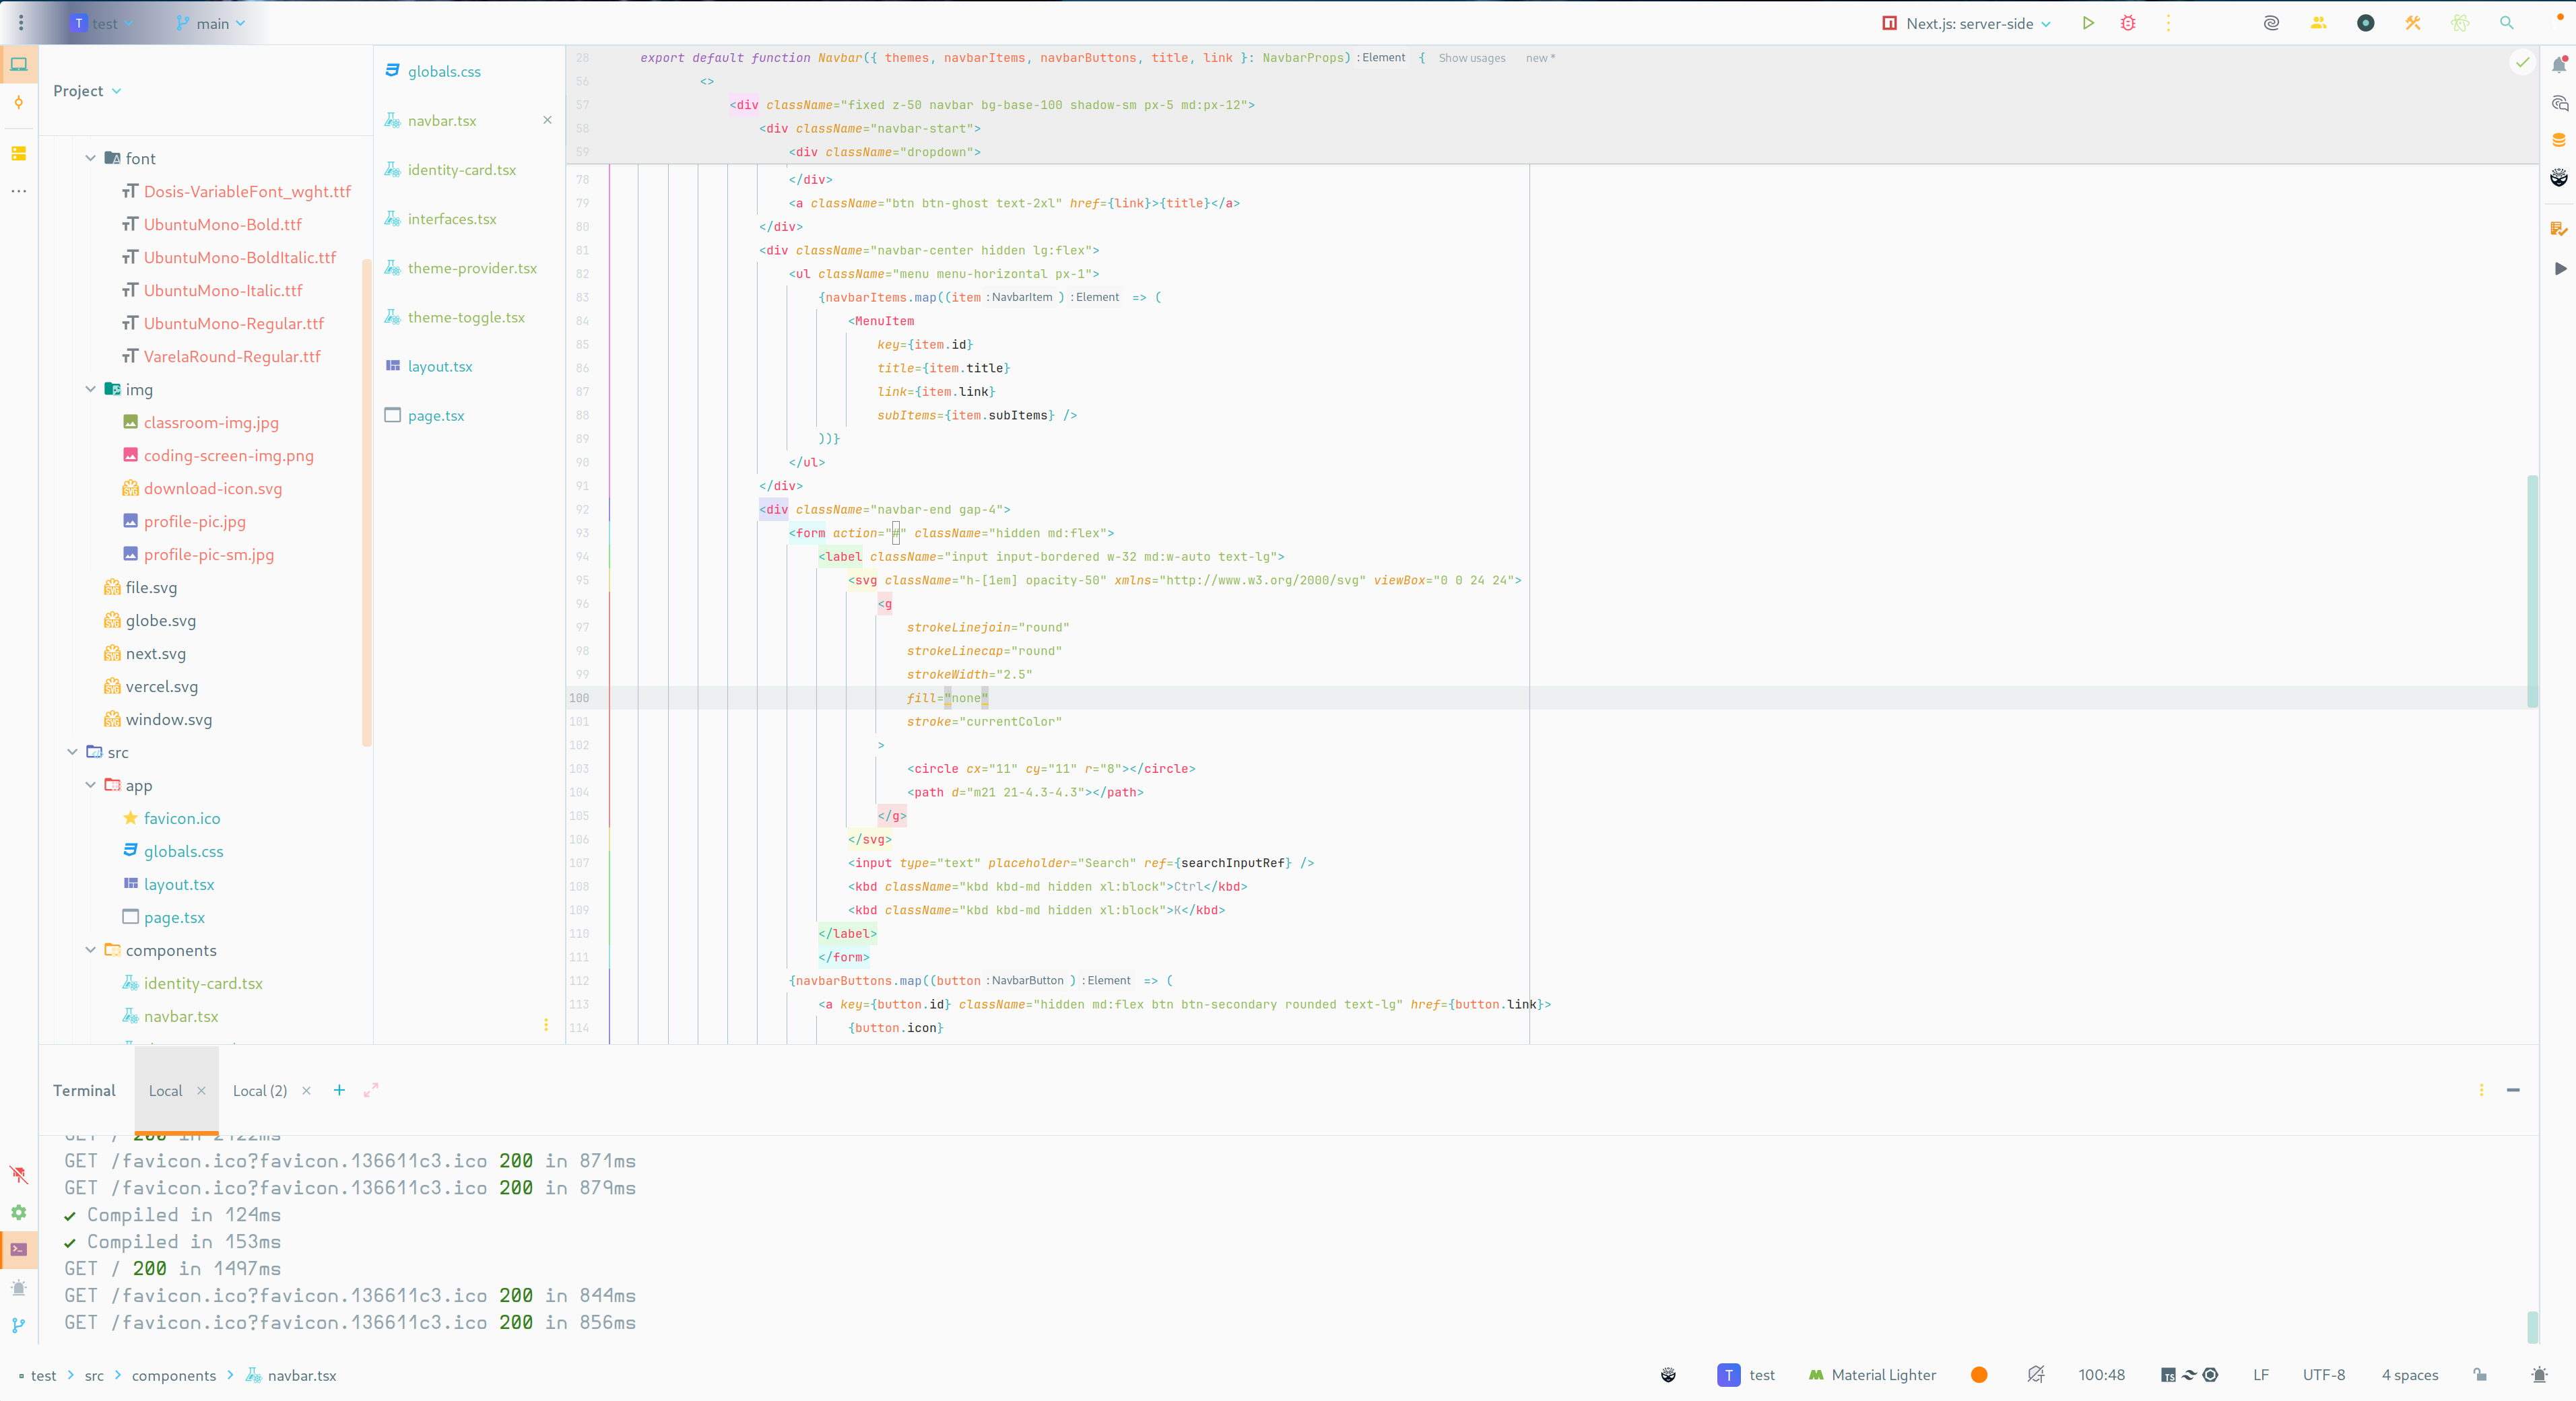 T test
main
Next.js: server-side
Project
font
Dosis-VariableFont_wght.ttf
UbuntuMono-Bold.ttf
UbuntuMono-BoldItalic.ttf
UbuntuMono-Italic.ttf
UbuntuMono-Regular.ttf
VarelaRound-Regular.ttf
img
classroom-img.jpg
coding-screen-img.png
download-icon.svg
profile-pic.jpg
profile-pic-sm.jpg
file.svg
globe.svg
next.svg
vercel.svg
window.svg
src
app
favicon.ico
globals.css
layout.tsx
page.tsx
components
identity-card.tsx
navbar.tsx
globals.css
navbar.tsx
identity-card.tsx
interfaces.tsx
theme-provider.tsx
theme-toggle.tsx
layout.tsx
page.tsx
28 export default function Navbar({ themes, navbarItems, navbarButtons, title, link }: NavbarProps) : Element { Show usages new *
56 <>
57 <div className="fixed z-50 navbar bg-base-100 shadow-sm px-5 md:px-12">
58 <div className="navbar-start">
59 <div className="dropdown">
78 </div>
79 <a className="btn btn-ghost text-2xl" href={link}>{title}</a>
80 </div>
81 <div className="navbar-center hidden lg:flex">
82 <ul className="menu menu-horizontal px-1">
83 {navbarItems.map((item : NavbarItem ) : Element => (
84 <MenuItem
85 key={item.id}
86 title={item.title}
87 link={item.link}
88 subItems={item.subItems} />
89 ))}
90 </ul>
91 </div>
92 <div className="navbar-end gap-4">
93 <form action="#" className="hidden md:flex">
94 <label className="input input-bordered w-32 md:w-auto text-lg">
95 <svg className="h-[1em] opacity-50" xmlns="http://www.w3.org/2000/svg" viewBox="0 0 24 24">
96 <g
97 strokeLinejoin="round"
98 strokeLinecap="round"
99 strokeWidth="2.5"
100 fill="none"
101 stroke="currentColor"
102 >
103 <circle cx="11" cy="11" r="8"></circle>
104 <path d="m21 21-4.3-4.3"></path>
105 </g>
106 </svg>
107 <input type="text" placeholder="Search" ref={searchInputRef} />
108 <kbd className="kbd kbd-md hidden xl:block">Ctrl</kbd>
109 <kbd className="kbd kbd-md hidden xl:block">K</kbd>
110 </label>
111 </form>
112 {navbarButtons.map((button : NavbarButton ) : Element => (
113 <a key={button.id} className="hidden md:flex btn btn-secondary rounded text-lg" href={button.link}>
114 {button.icon}
Terminal
Local
Local (2)
GET / 200 in 2422ms
GET /favicon.ico?favicon.136611c3.ico 200 in 871ms
GET /favicon.ico?favicon.136611c3.ico 200 in 879ms
✓ Compiled in 124ms
✓ Compiled in 153ms
GET / 200 in 1497ms
GET /favicon.ico?favicon.136611c3.ico 200 in 844ms
GET /favicon.ico?favicon.136611c3.ico 200 in 856ms
test > src > components > navbar.tsx
T test
Material Lighter
100:48
TS
LF
UTF-8
4 spaces